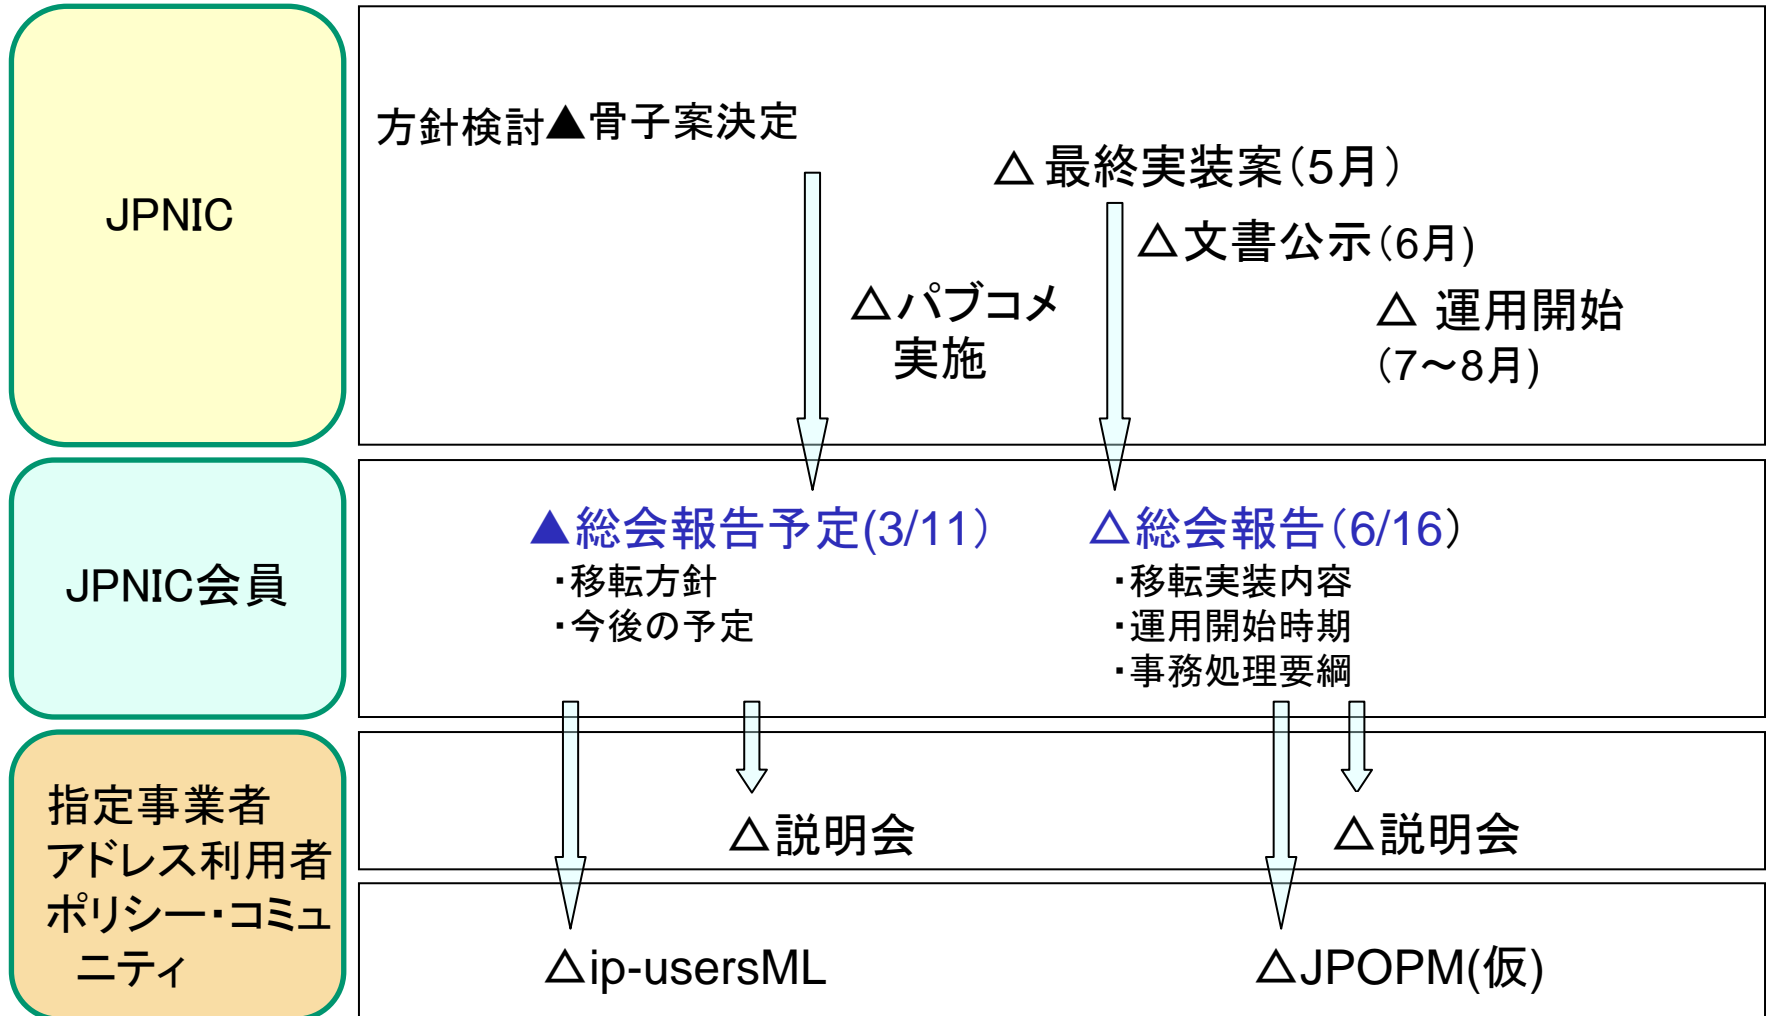 JPNIC
方針検討▲骨子案決定
△ 最終実装案(5月)
△文書公示(6月)
△パブコメ
実施
△ 運用開始
(7～8月)
JPNIC会員
▲総会報告予定(3/11)
・移転方針
・今後の予定
△総会報告(6/16)
・移転実装内容
・運用開始時期
・事務処理要綱
指定事業者
アドレス利用者
ポリシー・コミュ
ニティ
△説明会
△説明会
△ip-usersML
△JPOPM(仮)